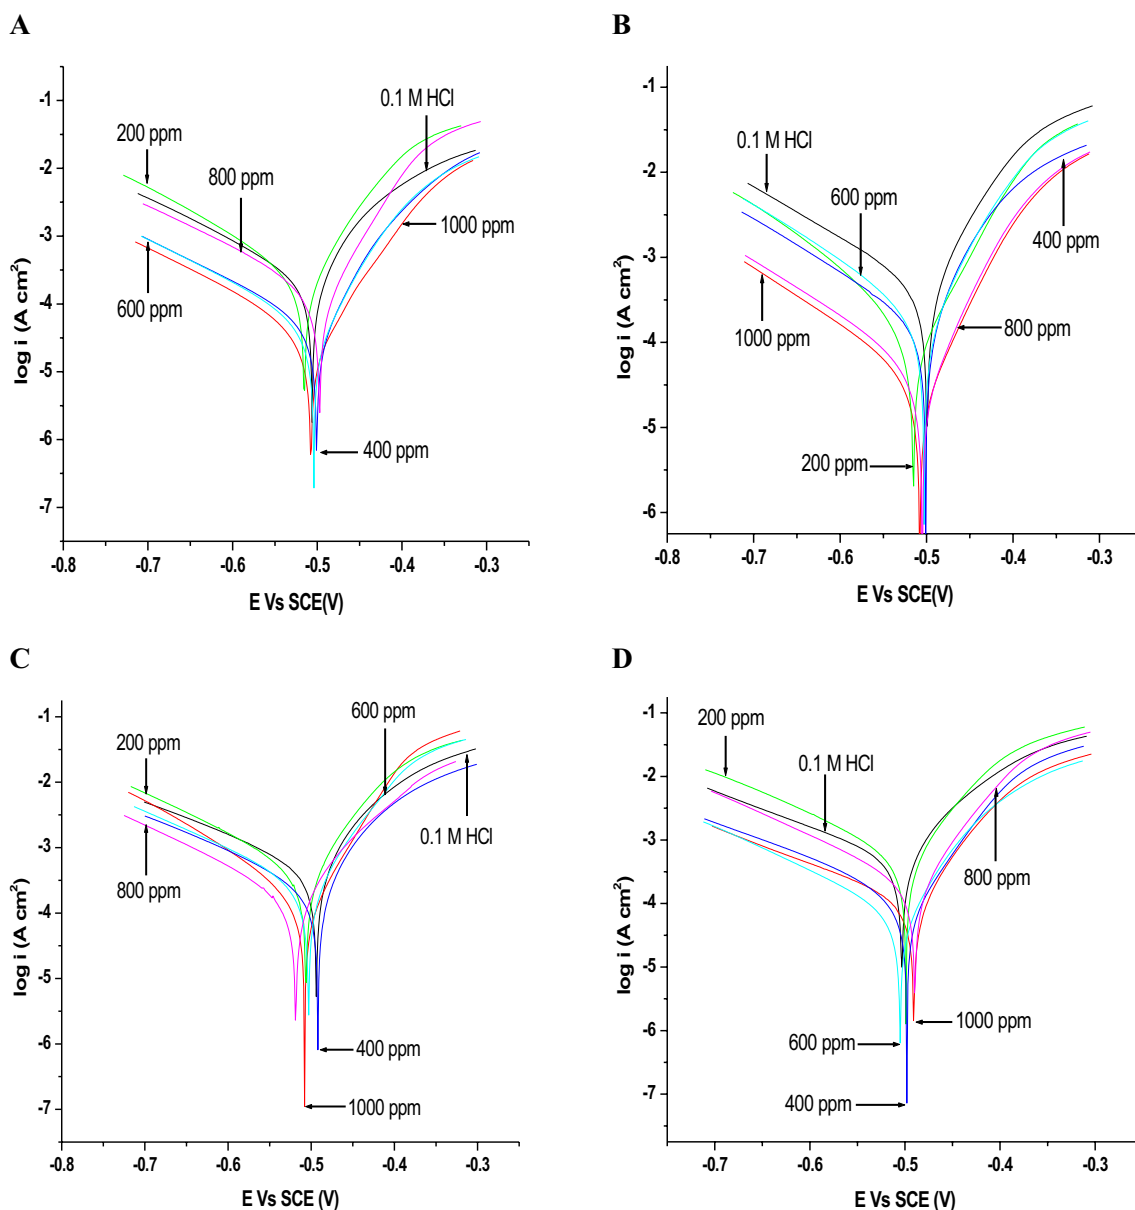 A
-1
-2
-3
-4
-5
-6
-7
log i (A cm²)
200 ppm
800 ppm
0.1 M HCl
1000 ppm
600 ppm
400 ppm
-0.8
-0.7
-0.6
-0.5
-0.4
-0.3
E Vs SCE(V)
B
-1
-2
-3
-4
-5
-6
log i (A cm²)
0.1 M HCl
600 ppm
400 ppm
1000 ppm
800 ppm
200 ppm
-0.8
-0.7
-0.6
-0.5
-0.4
-0.3
E Vs SCE(V)
C
-1
-2
-3
-4
-5
-6
-7
log i (A cm²)
600 ppm
200 ppm
0.1 M HCl
800 ppm
400 ppm
1000 ppm
-0.8
-0.7
-0.6
-0.5
-0.4
-0.3
E Vs SCE (V)
D
-1
-2
-3
-4
-5
-6
-7
log i (A cm²)
200 ppm
0.1 M HCl
800 ppm
1000 ppm
600 ppm
400 ppm
-0.7
-0.6
-0.5
-0.4
-0.3
E Vs SCE (V)